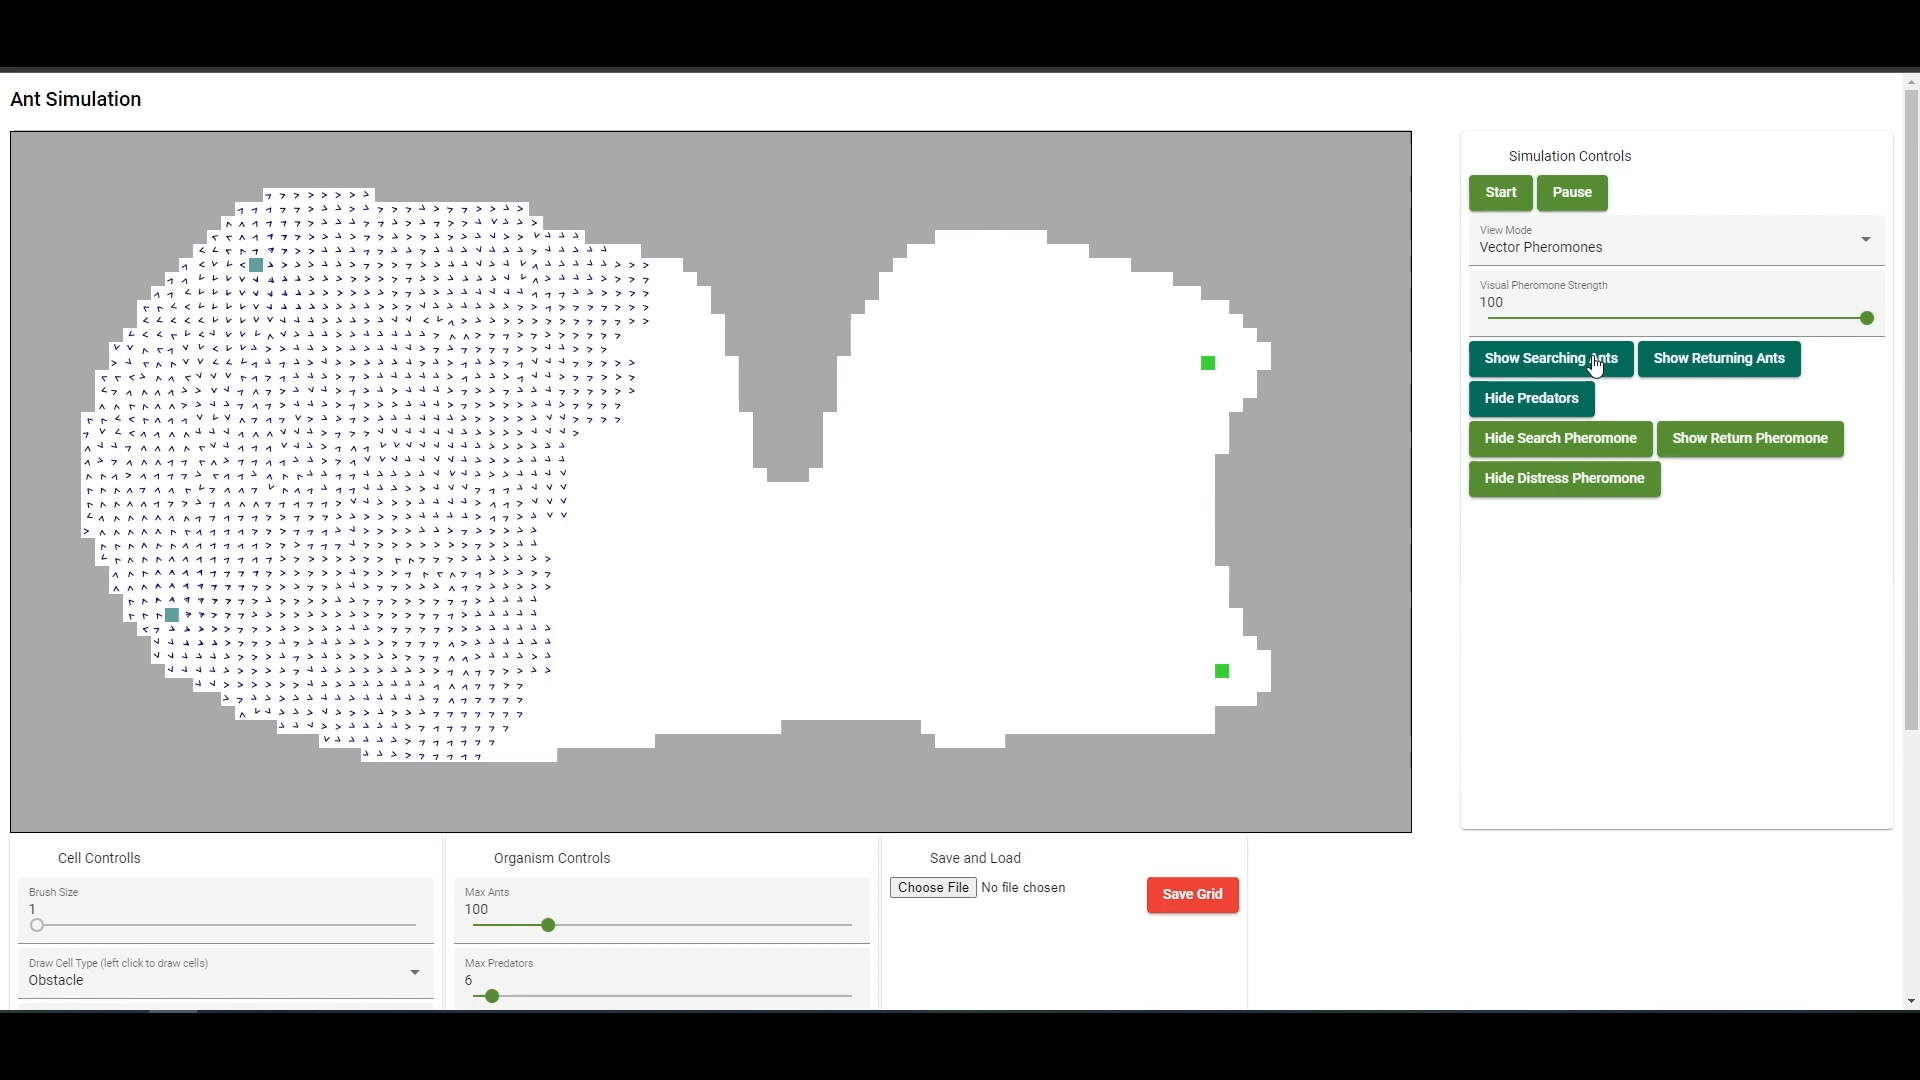 Ant Simulation
Simulation Controls
Start Pause
View Mode
Vector Pheromones
Visual Pheromone Strength
100
Show Searching Ants Show Returning Ants
Hide Predators
Hide Search Pheromone Show Return Pheromone
Hide Distress Pheromone
Cell Controlls
Brush Size
1
Draw Cell Type (left click to draw cells)
Obstacle
Organism Controls
Max Ants
100
Max Predators
6
Save and Load
Choose File No file chosen
Save Grid